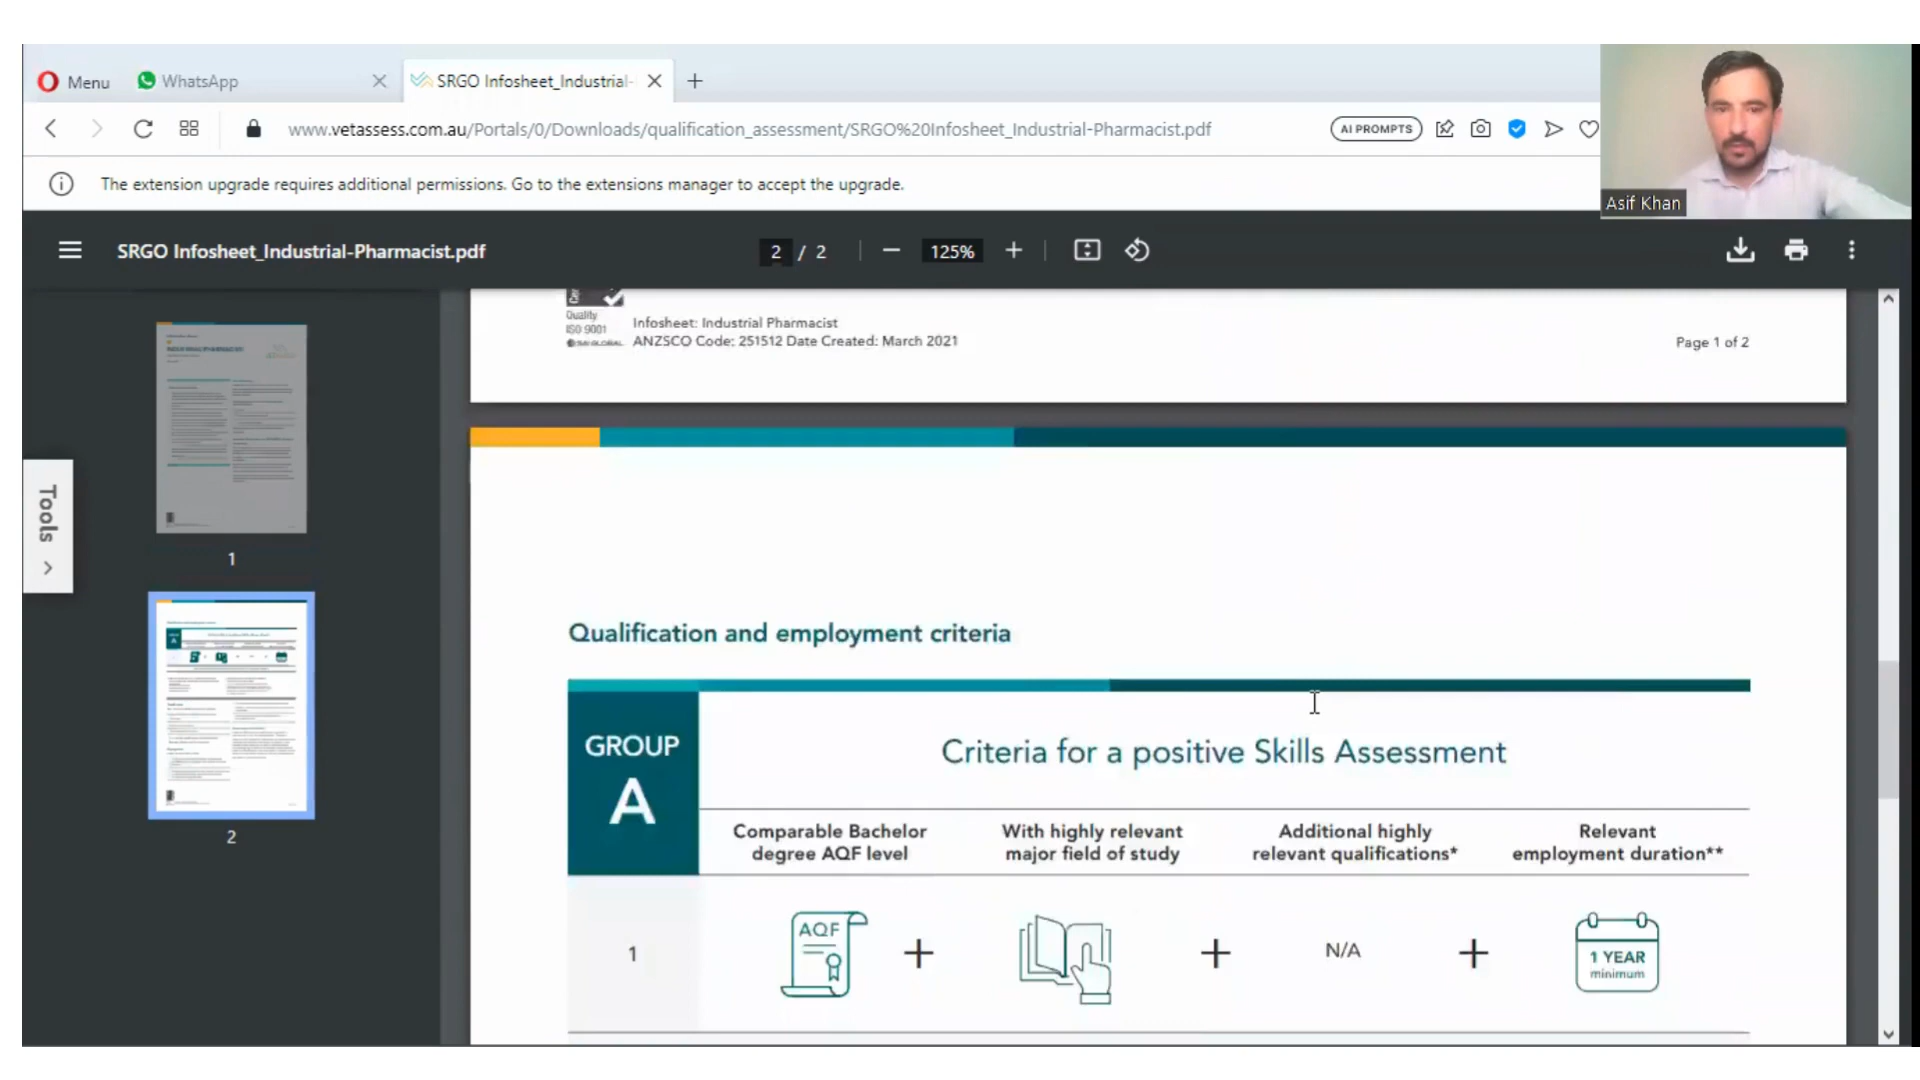 Menu
WhatsApp
SRGO Infosheet_Industrial-
www.vetassess.com.au/Portals/0/Downloads/qualification_assessment/SRGO%20Infosheet_Industrial-Pharmacist.pdf
AI PROMPTS
The extension upgrade requires additional permissions. Go to the extensions manager to accept the upgrade.
Asif Khan
SRGO Infosheet_Industrial-Pharmacist.pdf
2 / 2
125%
Quality
ISO 9001
Infosheet: Industrial Pharmacist
ANZSCO Code: 251512 Date Created: March 2021
Page 1 of 2
Tools
1
2
Qualification and employment criteria
GROUP
A
Criteria for a positive Skills Assessment
Comparable Bachelor
degree AQF level
With highly relevant
major field of study
Additional highly
relevant qualifications*
Relevant
employment duration**
1
AQF
+
+
N/A
+
1 YEAR
minimum